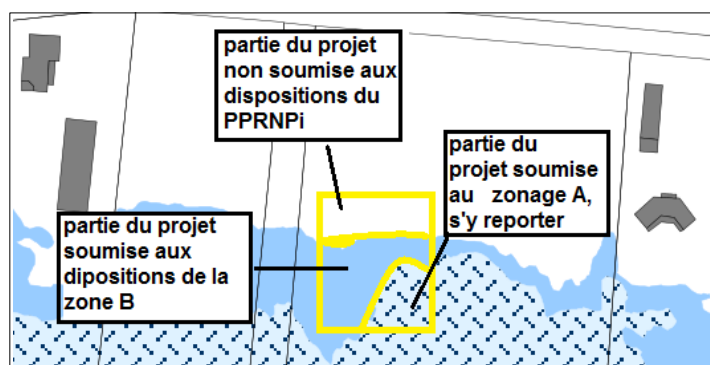 partie du projet
non soumise aux
dispositions du
PPRNPi
partie du
projet soumise
au zonage A,
s'y reporter
partie du projet
soumise aux
dipositions de la
zone B